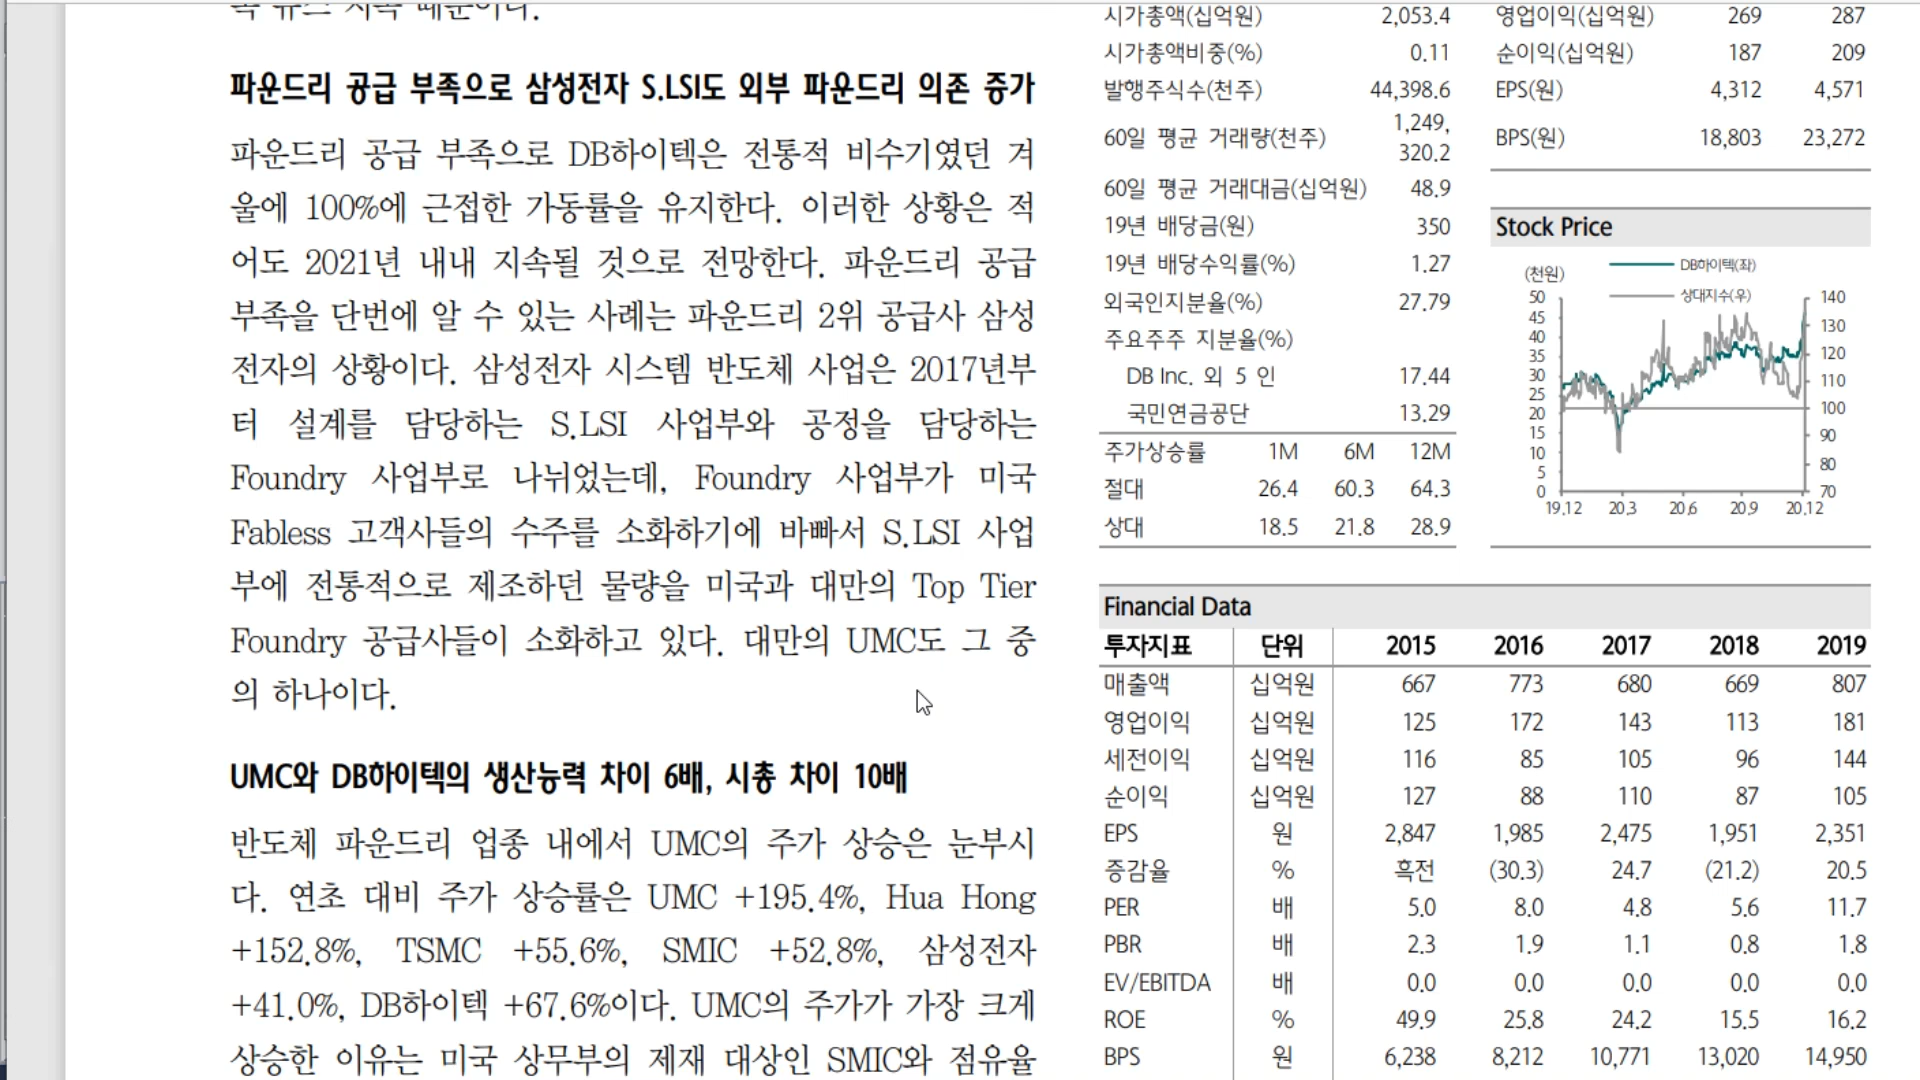 파운드리 공급 부족으로 삼성전자 S.LSI도 외부 파운드리 의존 증가
파운드리 공급 부족으로 DB하이텍은 전통적 비수기였던 겨
울에 100%에 근접한 가동률을 유지한다. 이러한 상황은 적
어도 2021년 내내 지속될 것으로 전망한다. 파운드리 공급
부족을 단번에 알 수 있는 사례는 파운드리 2위 공급사 삼성
전자의 상황이다. 삼성전자 시스템 반도체 사업은 2017년부
터 설계를 담당하는 S.LSI 사업부와 공정을 담당하는
Foundry 사업부로 나뉘었는데, Foundry 사업부가 미국
Fabless 고객사들의 수주를 소화하기에 바빠서 S.LSI 사업
부에 전통적으로 제조하던 물량을 미국과 대만의 Top Tier
Foundry 공급사들이 소화하고 있다. 대만의 UMC도 그 중
의 하나이다.
UMC와 DB하이텍의 생산능력 차이 6배, 시총 차이 10배
반도체 파운드리 업종 내에서 UMC의 주가 상승은 눈부시
다. 연초 대비 주가 상승률은 UMC +195.4%, Hua Hong
+152.8%, TSMC +55.6%, SMIC +52.8%, 삼성전자
+41.0%, DB하이텍 +67.6%이다. UMC의 주가가 가장 크게
상승한 이유는 미국 상무부의 제재 대상인 SMIC와 점유율
시가총액(십억원) 2,053.4
시가총액비중(%) 0.11
발행주식수(천주) 44,398.6
60일 평균 거래량(천주) 1,249,
320.2
60일 평균 거래대금(십억원) 48.9
19년 배당금(원) 350
19년 배당수익률(%) 1.27
외국인지분율(%) 27.79
주요주주 지분율(%)
DB Inc. 외 5 인 17.44
국민연금공단 13.29
주가상승률 1M 6M 12M
절대 26.4 60.3 64.3
상대 18.5 21.8 28.9
영업이익(십억원) 269 287
순이익(십억원) 187 209
EPS(원) 4,312 4,571
BPS(원) 18,803 23,272
Stock Price
(천원) DB하이텍(좌)
상대지수(우)
50 140
45 130
40 120
35 110
30 100
25 90
20 80
15 70
10
5
0
19.12 20.3 20.6 20.9 20.12
Financial Data
투자지표 단위 2015 2016 2017 2018 2019
매출액 십억원 667 773 680 669 807
영업이익 십억원 125 172 143 113 181
세전이익 십억원 116 85 105 96 144
순이익 십억원 127 88 110 87 105
EPS 원 2,847 1,985 2,475 1,951 2,351
증감율 % 흑전 (30.3) 24.7 (21.2) 20.5
PER 배 5.0 8.0 4.8 5.6 11.7
PBR 배 2.3 1.9 1.1 0.8 1.8
EV/EBITDA 배 0.0 0.0 0.0 0.0 0.0
ROE % 49.9 25.8 24.2 15.5 16.2
BPS 원 6,238 8,212 10,771 13,020 14,950